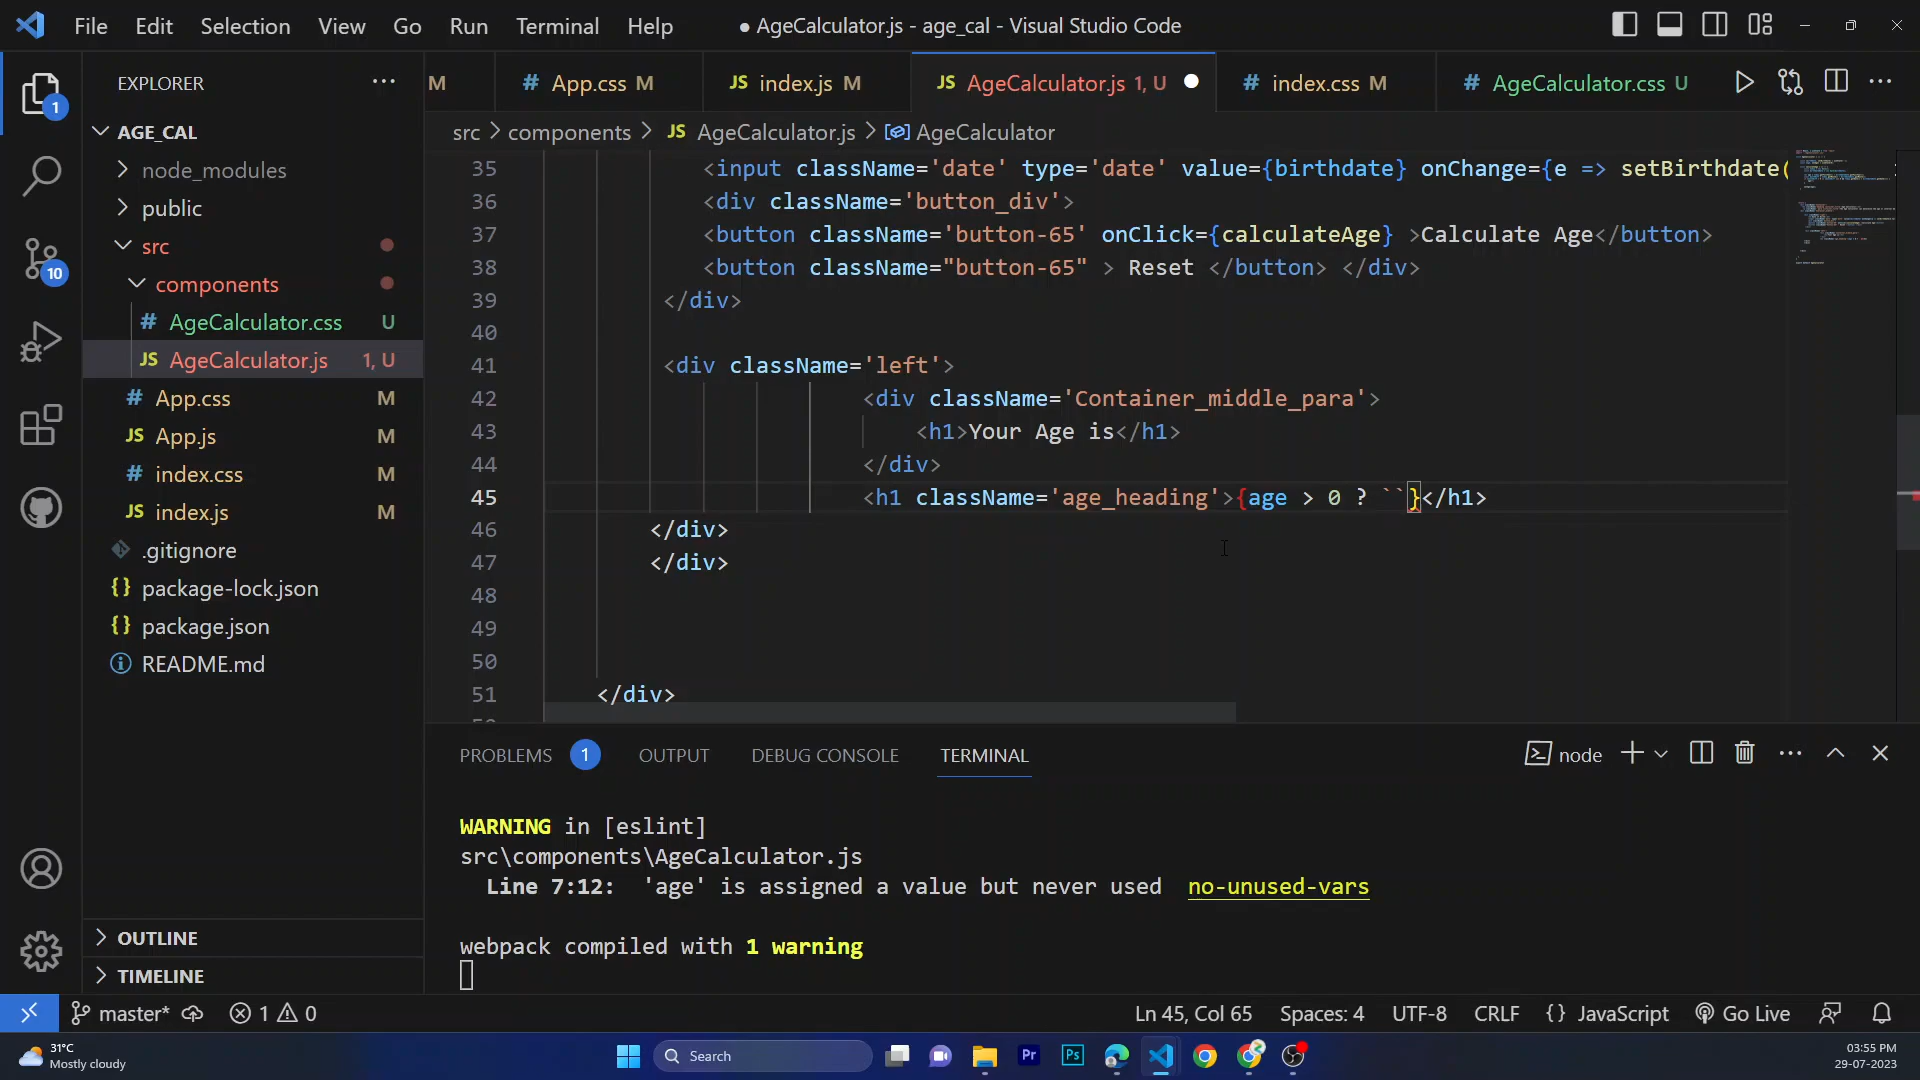 File Edit Selection View Go Run Terminal Help
● AgeCalculator.js - age_cal - Visual Studio Code
EXPLORER
M
# App.css M
JS index.js M
JS AgeCalculator.js 1, U
# index.css M
# AgeCalculator.css U
src > components > JS AgeCalculator.js > AgeCalculator
1
10
AGE_CAL
node_modules
public
src
components
# AgeCalculator.css U
JS AgeCalculator.js 1, U
# App.css M
JS App.js M
# index.css M
JS index.js M
.gitignore
{} package-lock.json
{} package.json
README.md
OUTLINE
TIMELINE
35 <input className='date' type='date' value={birthdate} onChange={e => setBirthdate(
36 <div className='button_div'>
37 <button className='button-65' onClick={calculateAge} >Calculate Age</button>
38 <button className="button-65" > Reset </button> </div>
39 </div>
40
41 <div className='left'>
42 <div className='Container_middle_para'>
43 <h1>Your Age is</h1>
44 </div>
45 <h1 className='age_heading'>{age > 0 ? ``}</h1>
46 </div>
47 </div>
48
49
50
51 </div>
PROBLEMS 1 OUTPUT DEBUG CONSOLE TERMINAL
node
WARNING in [eslint]
src\components\AgeCalculator.js
Line 7:12: 'age' is assigned a value but never used no-unused-vars
webpack compiled with 1 warning
master* 1 0
Ln 45, Col 65 Spaces: 4 UTF-8 CRLF {} JavaScript Go Live
31°C
Mostly cloudy
Search
Pr
Ps
03:55 PM
29-07-2023